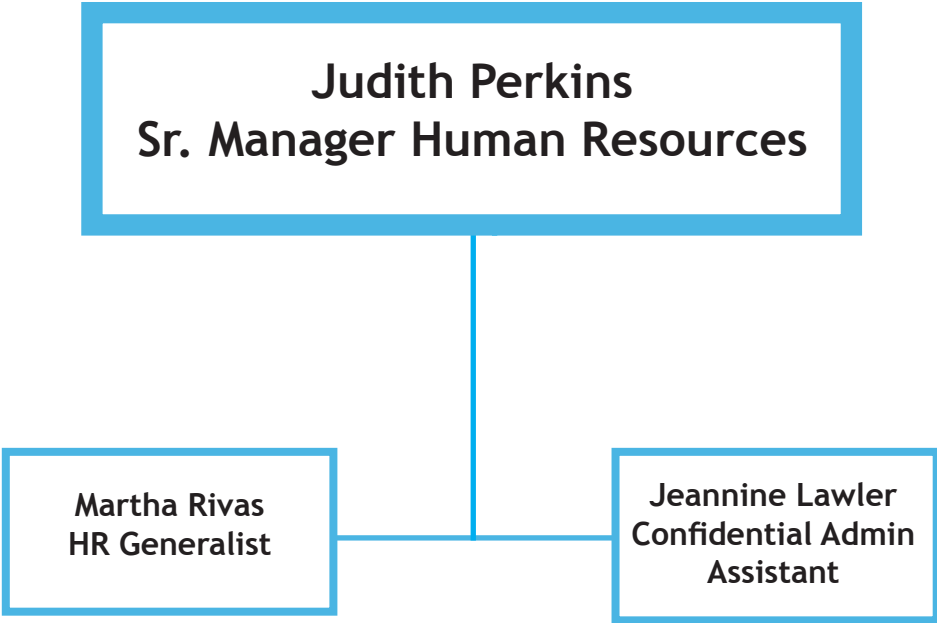 Judith Perkins
Sr. Manager Human Resources
Martha Rivas
HR Generalist
Jeannine Lawler
Confidential Admin
Assistant